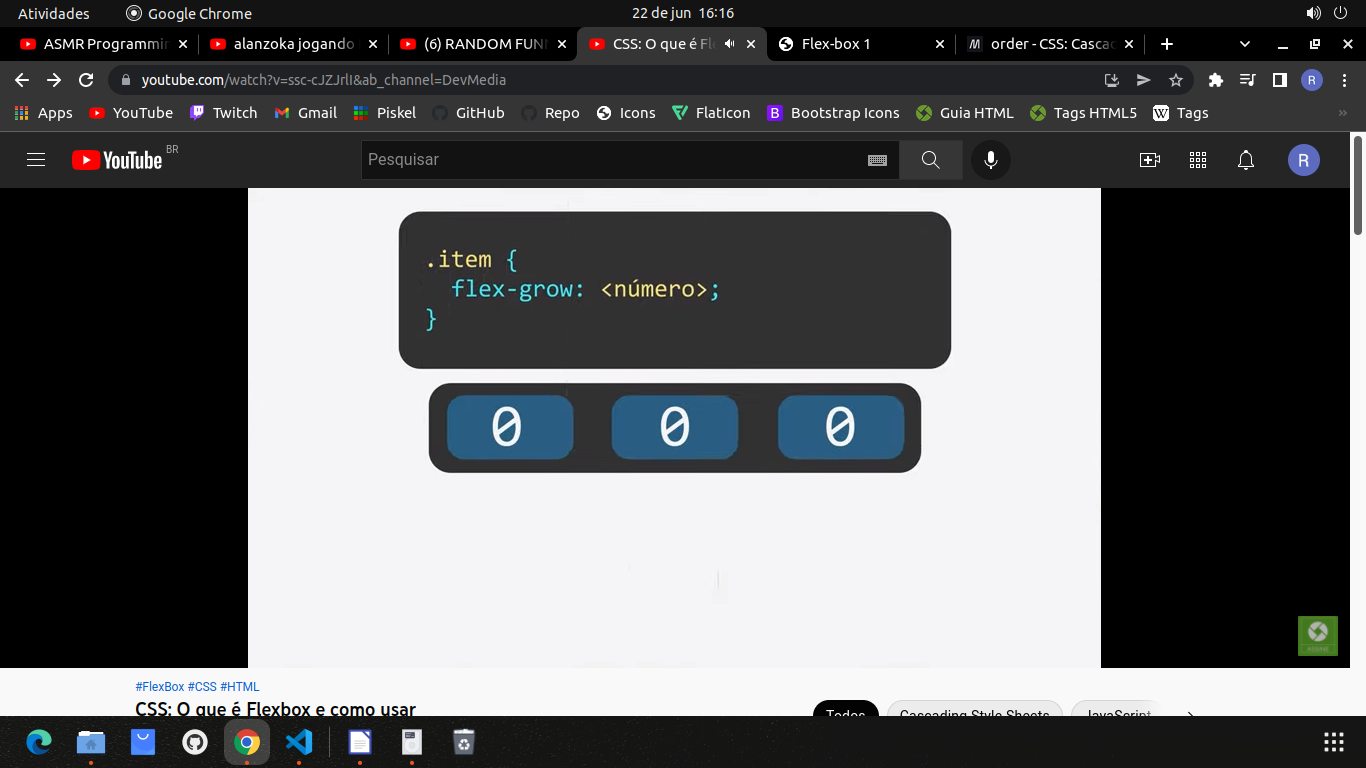 Atividades Google Chrome 22 de jun 16:16
ASMR Programmin alanzoka jogando (6) RANDOM FUN CSS: O que é Fl Flex-box 1 order - CSS: Casca
youtube.com/watch?v=ssc-cJZJrlI&ab_channel=DevMedia R
Apps YouTube Twitch Gmail Piskel GitHub Repo Icons FlatIcon B Bootstrap Icons Guia HTML Tags HTML5 W Tags »
YouTube BR Pesquisar R
.item {
flex-grow: <número>;
}
0 0 0
#FlexBox #CSS #HTML
CSS: O que é Flexbox e como usar
Todos Cascading Style Sheets JavaScript